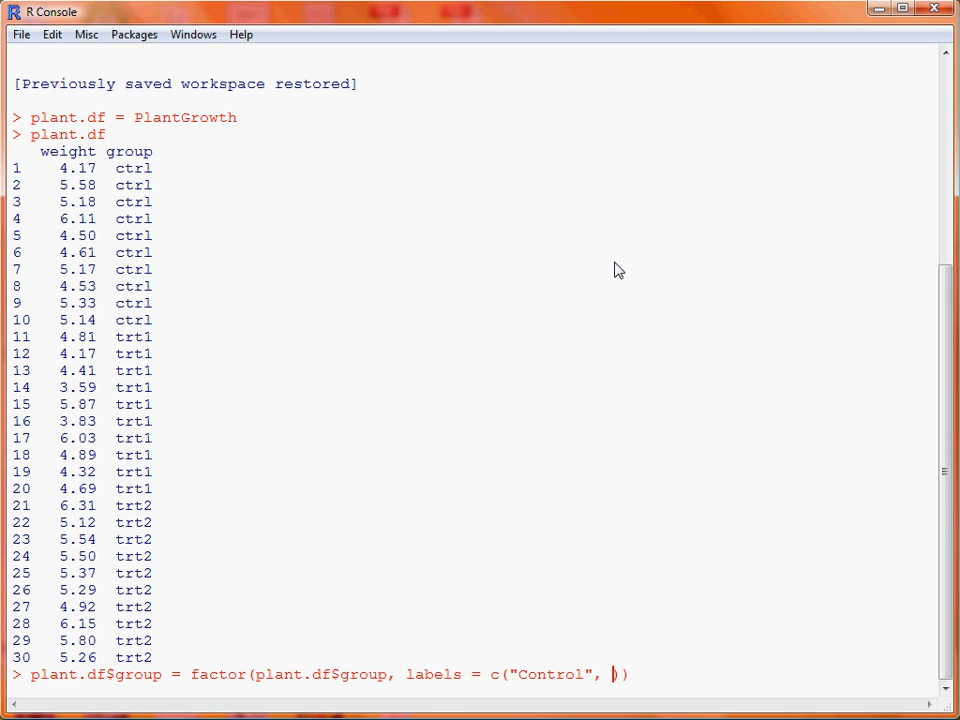 R Console
File Edit Misc Packages Windows Help
[Previously saved workspace restored]
> plant.df = PlantGrowth
> plant.df
weight group
1 4.17 ctrl
2 5.58 ctrl
3 5.18 ctrl
4 6.11 ctrl
5 4.50 ctrl
6 4.61 ctrl
7 5.17 ctrl
8 4.53 ctrl
9 5.33 ctrl
10 5.14 ctrl
11 4.81 trt1
12 4.17 trt1
13 4.41 trt1
14 3.59 trt1
15 5.87 trt1
16 3.83 trt1
17 6.03 trt1
18 4.89 trt1
19 4.32 trt1
20 4.69 trt1
21 6.31 trt2
22 5.12 trt2
23 5.54 trt2
24 5.50 trt2
25 5.37 trt2
26 5.29 trt2
27 4.92 trt2
28 6.15 trt2
29 5.80 trt2
30 5.26 trt2
> plant.df$group = factor(plant.df$group, labels = c("Control", ))